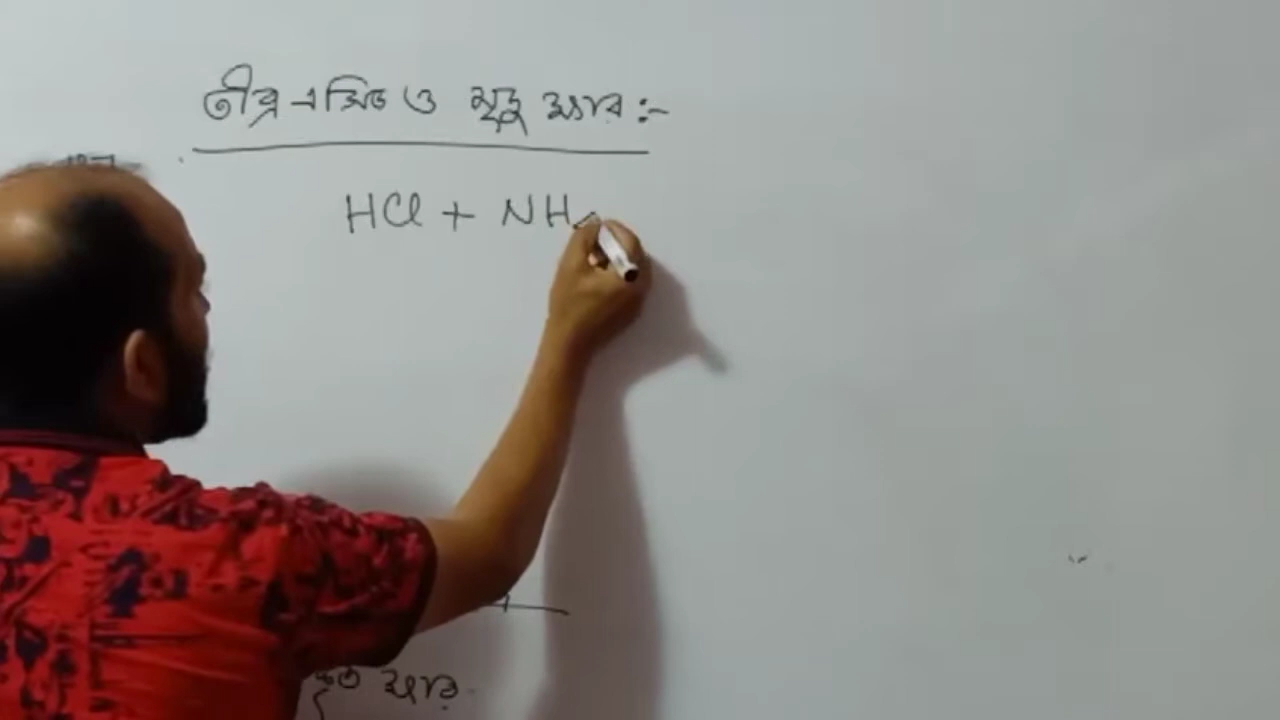 তীব্র এসিড ও মৃদু ক্ষার :-
HCl + NH
ক্ষার